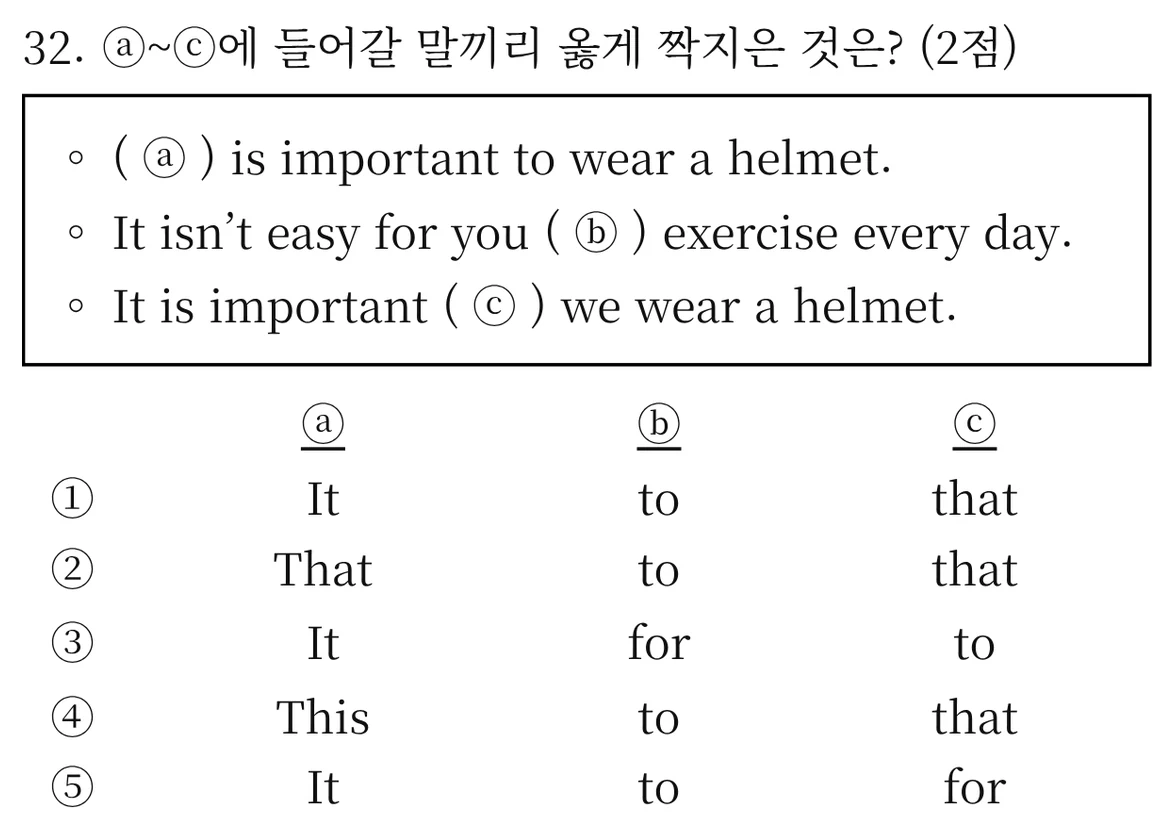 32. ⓐ~ⓒ에 들어갈 말끼리 옳게 짝지은 것은? (2점)
◦ ( ⓐ ) is important to wear a helmet.
◦ It isn’t easy for you ( ⓑ ) exercise every day.
◦ It is important ( ⓒ ) we wear a helmet.
ⓐ ⓑ ⓒ
① It to that
② That to that
③ It for to
④ This to that
⑤ It to for